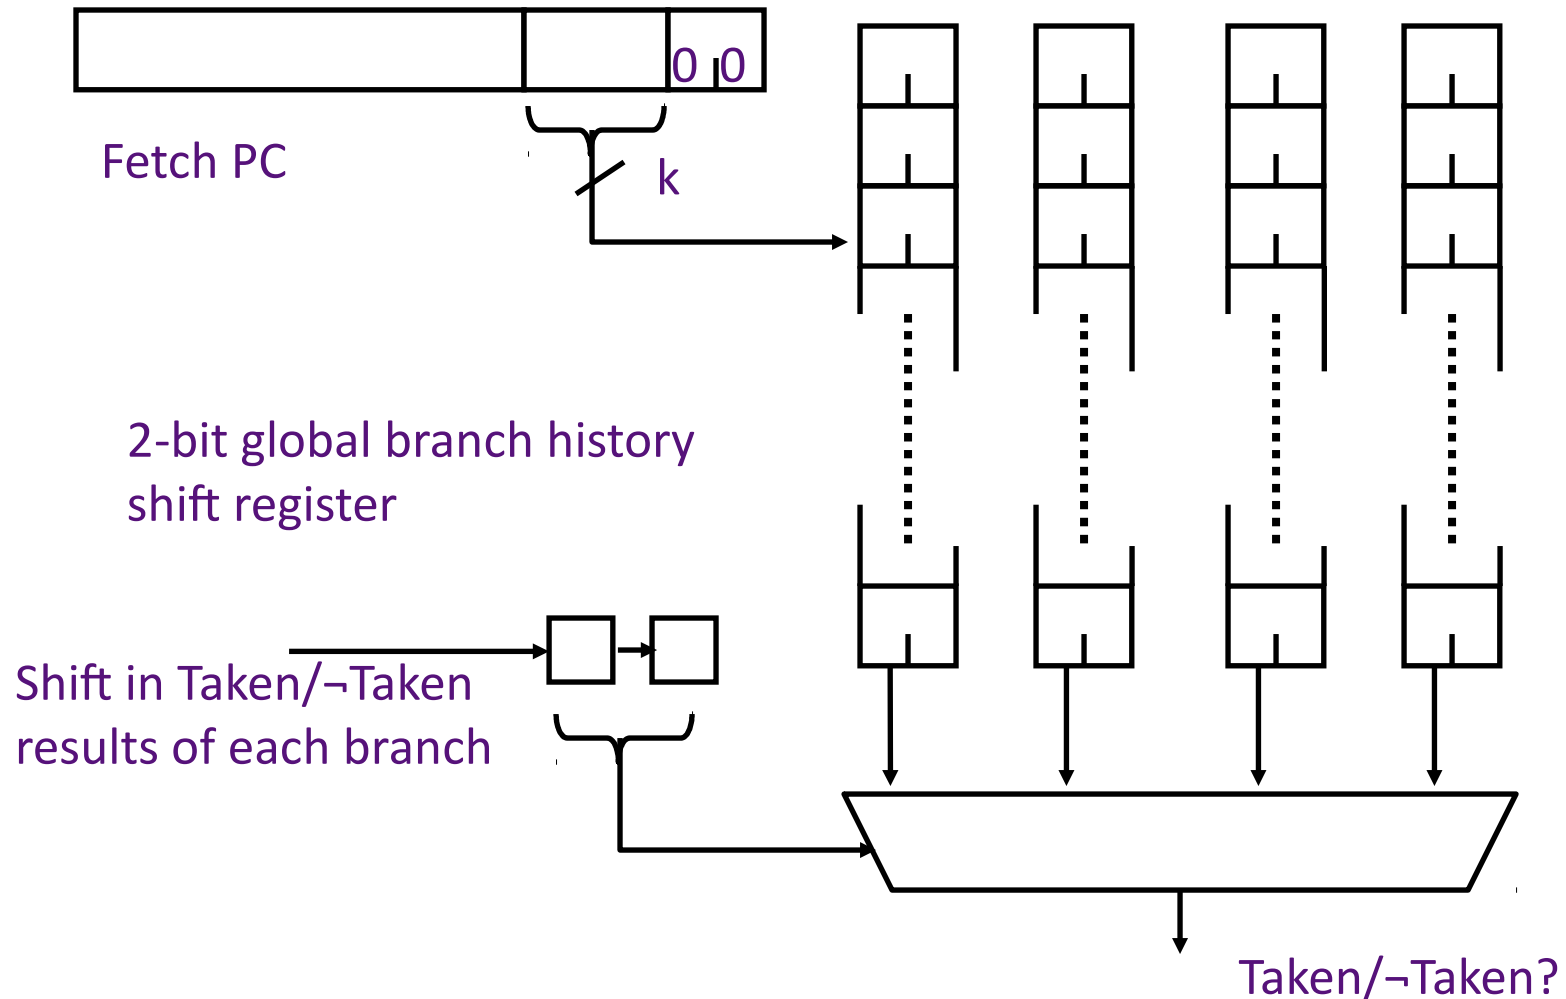 0 0
Fetch PC
k
2-bit global branch history
shift register
Shift in Taken/¬Taken
results of each branch
Taken/¬Taken?